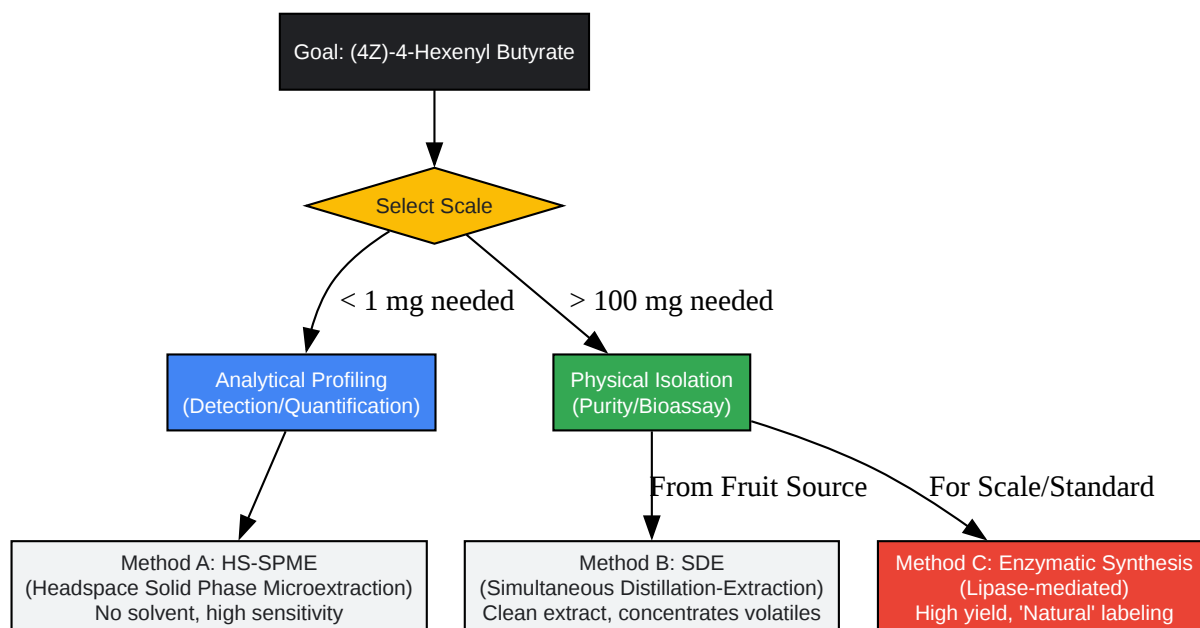 Goal: (4Z)-4-Hexenyl Butyrate
Select Scale
< 1 mg needed
> 100 mg needed
Analytical Profiling
(Detection/Quantification)
Physical Isolation
(Purity/Bioassay)
From Fruit Source
For Scale/Standard
Method A: HS-SPME
(Headspace Solid Phase Microextraction)
No solvent, high sensitivity
Method B: SDE
(Simultaneous Distillation-Extraction)
Clean extract, concentrates volatiles
Method C: Enzymatic Synthesis
(Lipase-mediated)
High yield, 'Natural' labeling